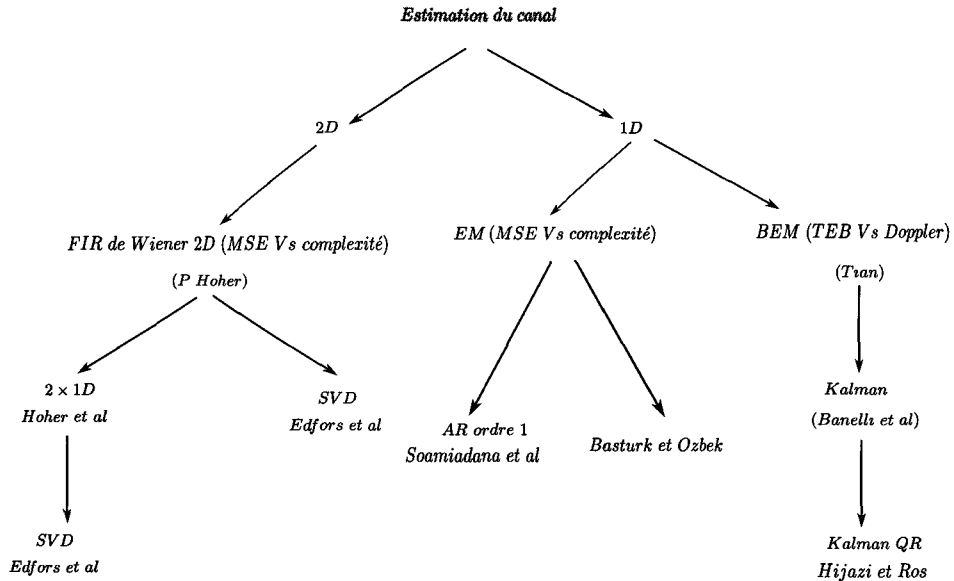 Estimation du canal
2D
1D
FIR de Wiener 2D (MSE Vs complexité)
(P Hoher)
EM (MSE Vs complexité)
BEM (TEB Vs Doppler)
(Tıan)
2 × 1D
Hoher et al
SVD
Edfors et al
AR ordre 1
Soamiadana et al
Basturk et Ozbek
Kalman
(Banellı et al)
SVD
Edfors et al
Kalman QR
Hijazi et Ros